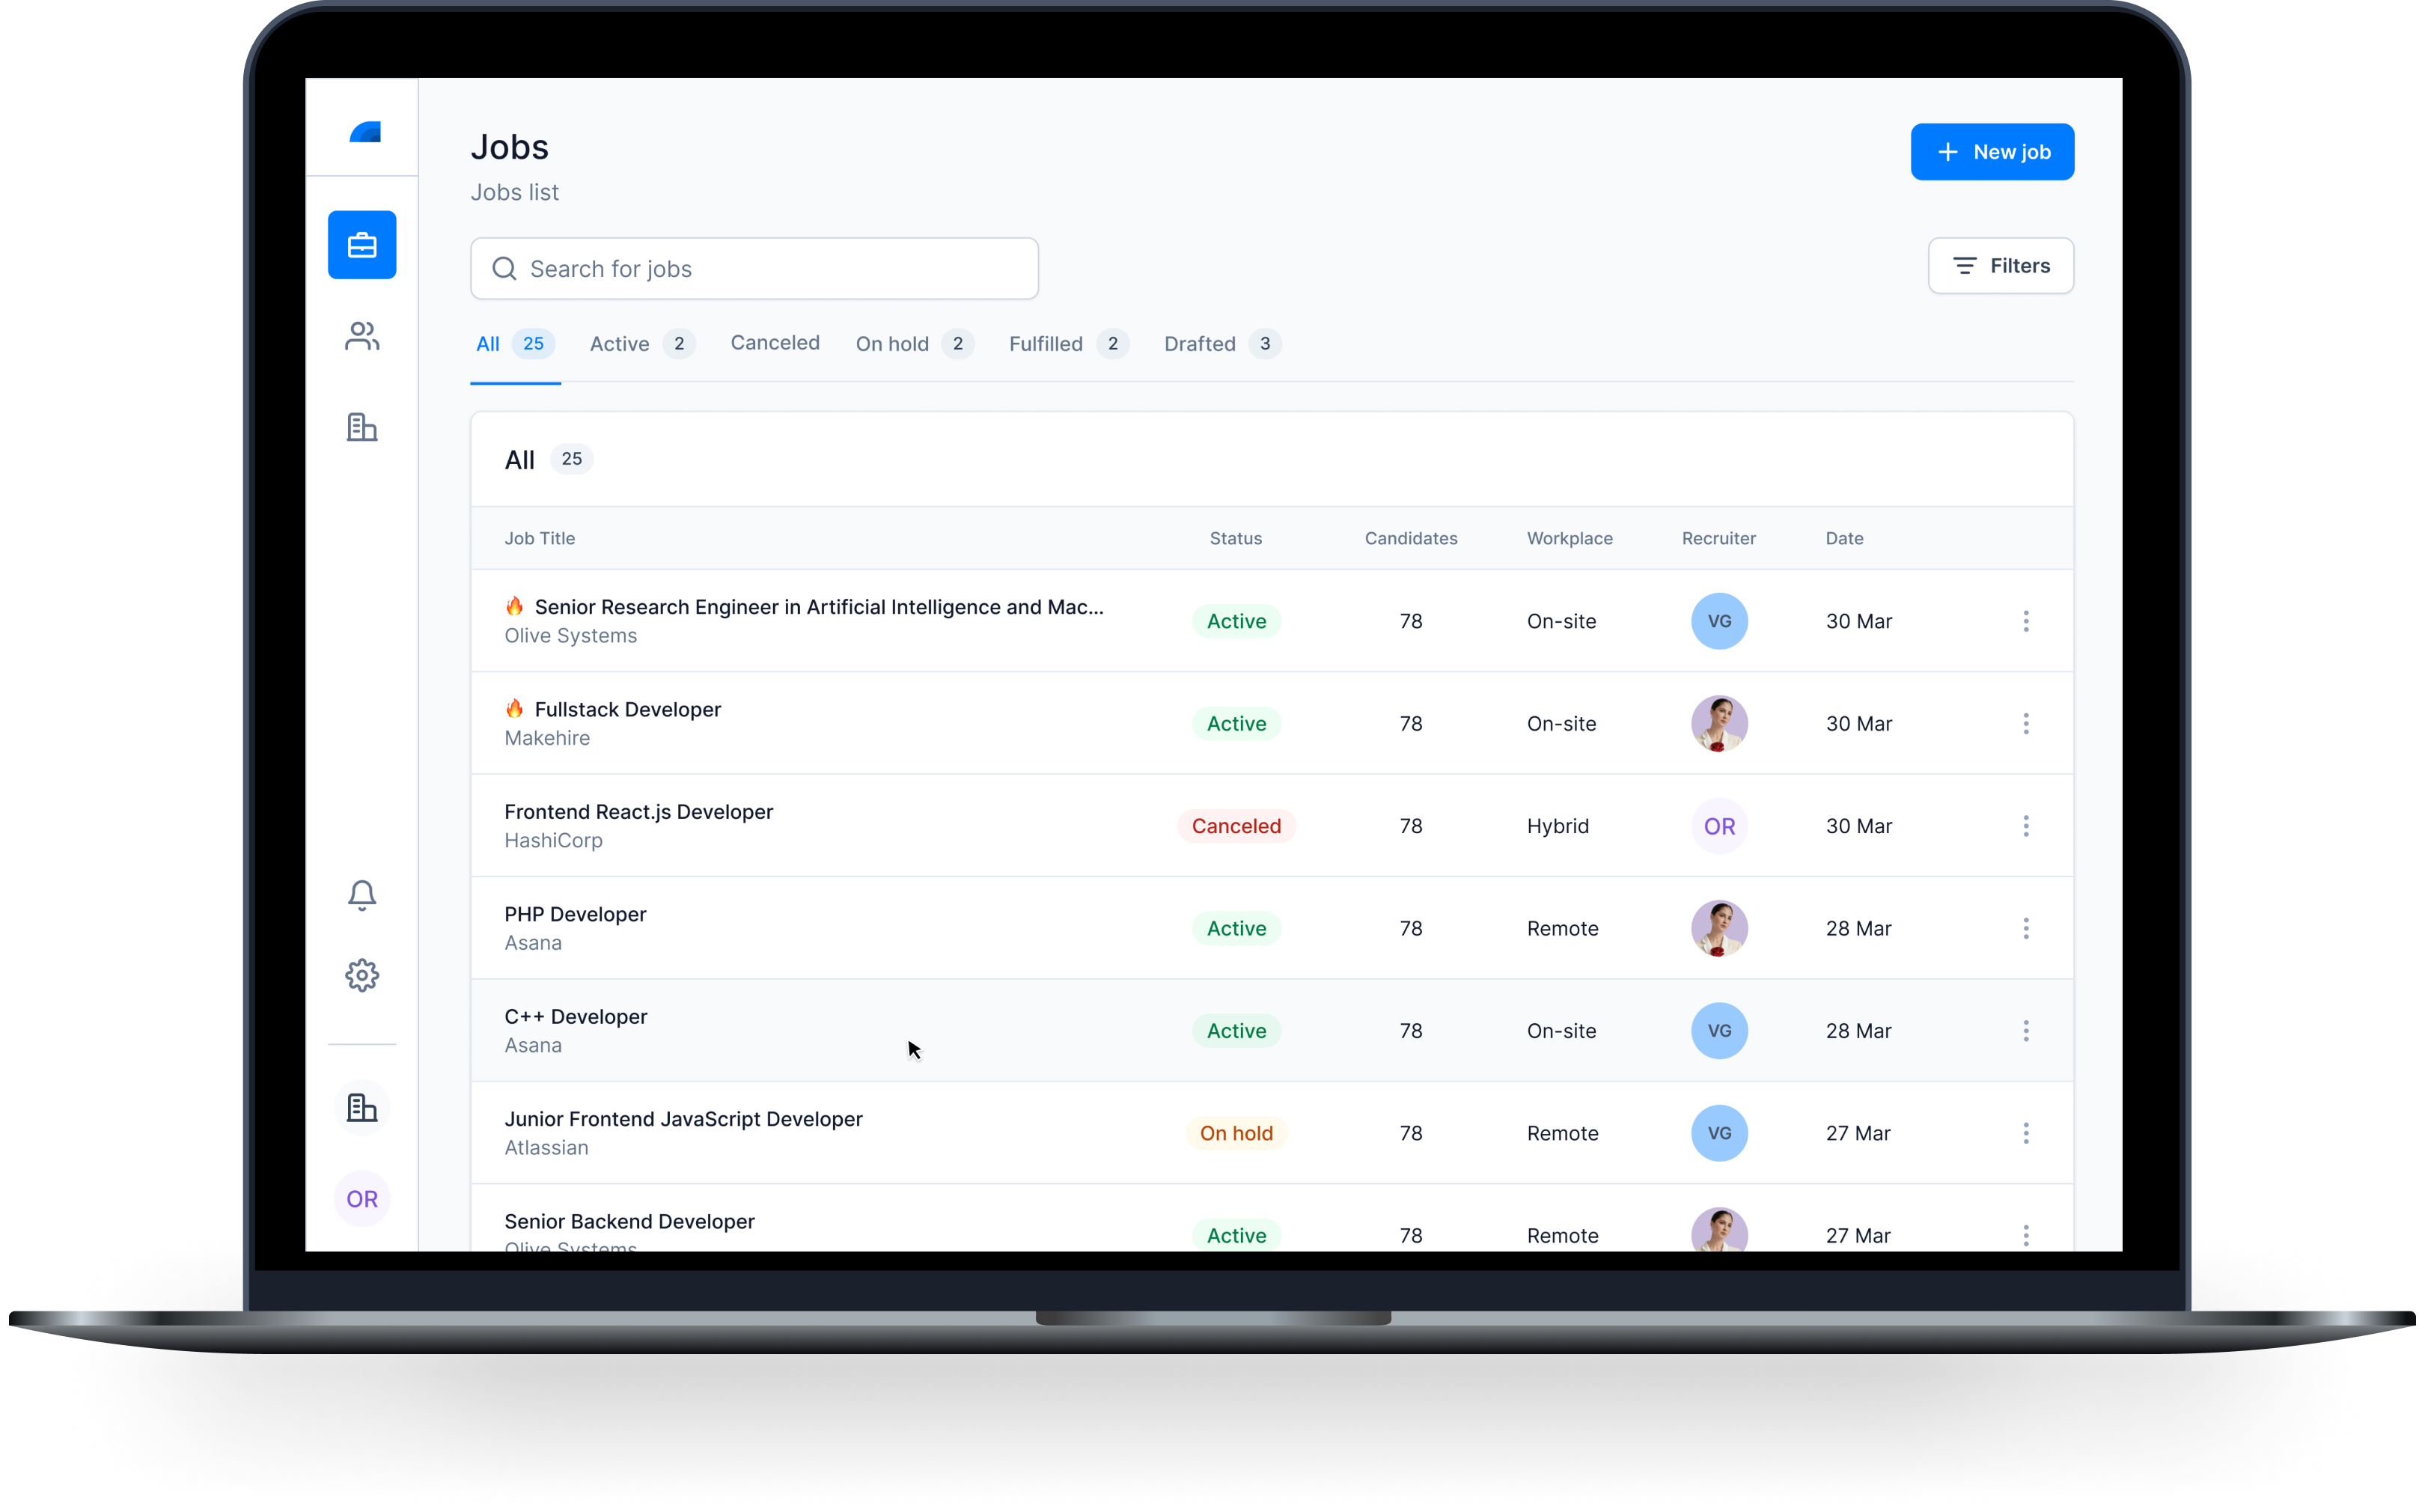 Jobs
Jobs list
New job
Search for jobs
Filters
All 25 Active 2 Canceled On hold 2 Fulfilled 2 Drafted 3
All 25
Job Title Status Candidates Workplace Recruiter Date
🔥 Senior Research Engineer in Artificial Intelligence and Mac...
Olive Systems
Active 78 On-site VG 30 Mar
🔥 Fullstack Developer
Makehire
Active 78 On-site 30 Mar
Frontend React.js Developer
HashiCorp
Canceled 78 Hybrid OR 30 Mar
PHP Developer
Asana
Active 78 Remote 28 Mar
C++ Developer
Asana
Active 78 On-site VG 28 Mar
Junior Frontend JavaScript Developer
Atlassian
On hold 78 Remote VG 27 Mar
Senior Backend Developer
Olive Systems
Active 78 Remote 27 Mar
OR